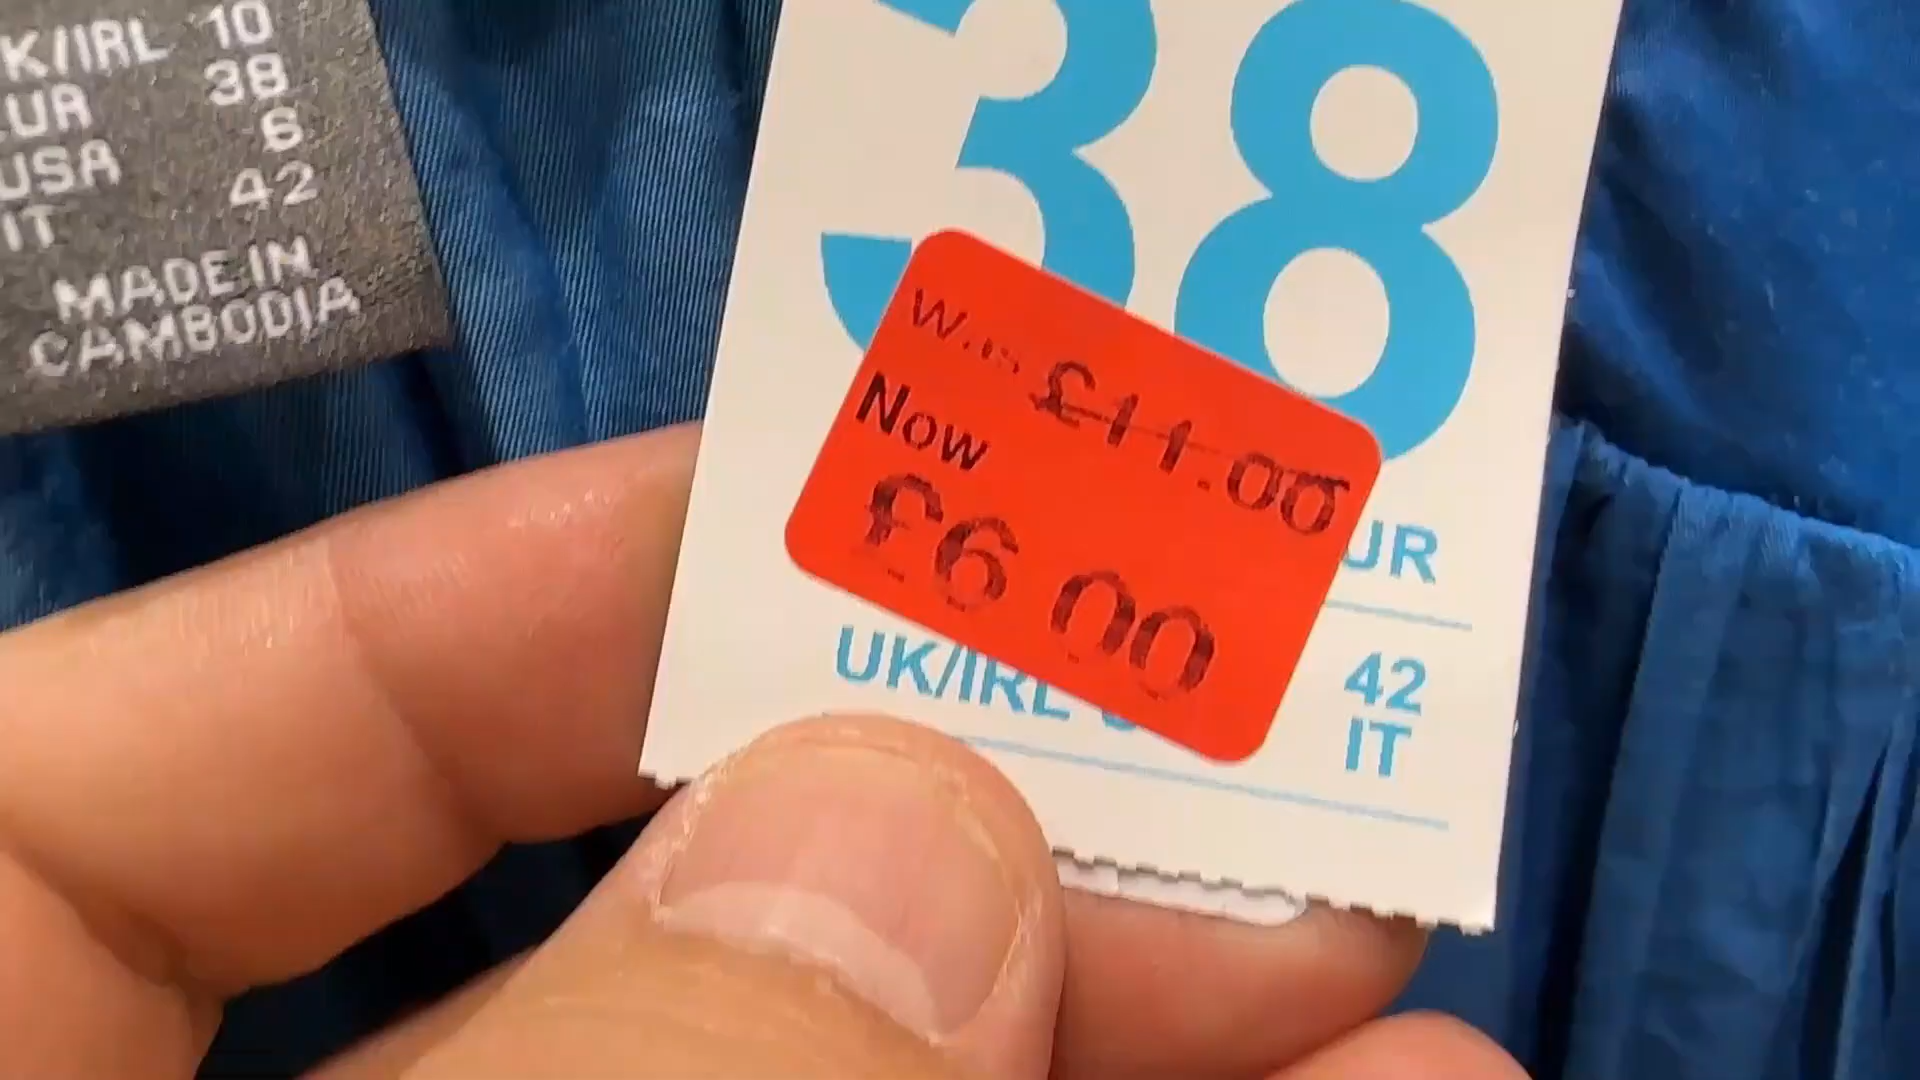 K/IRL 10
UR 38
USA 6
IT 42
MADE IN
CAMBODIA
38
Was £11.00
Now
£6.00
UR
UK/IRL
42
IT